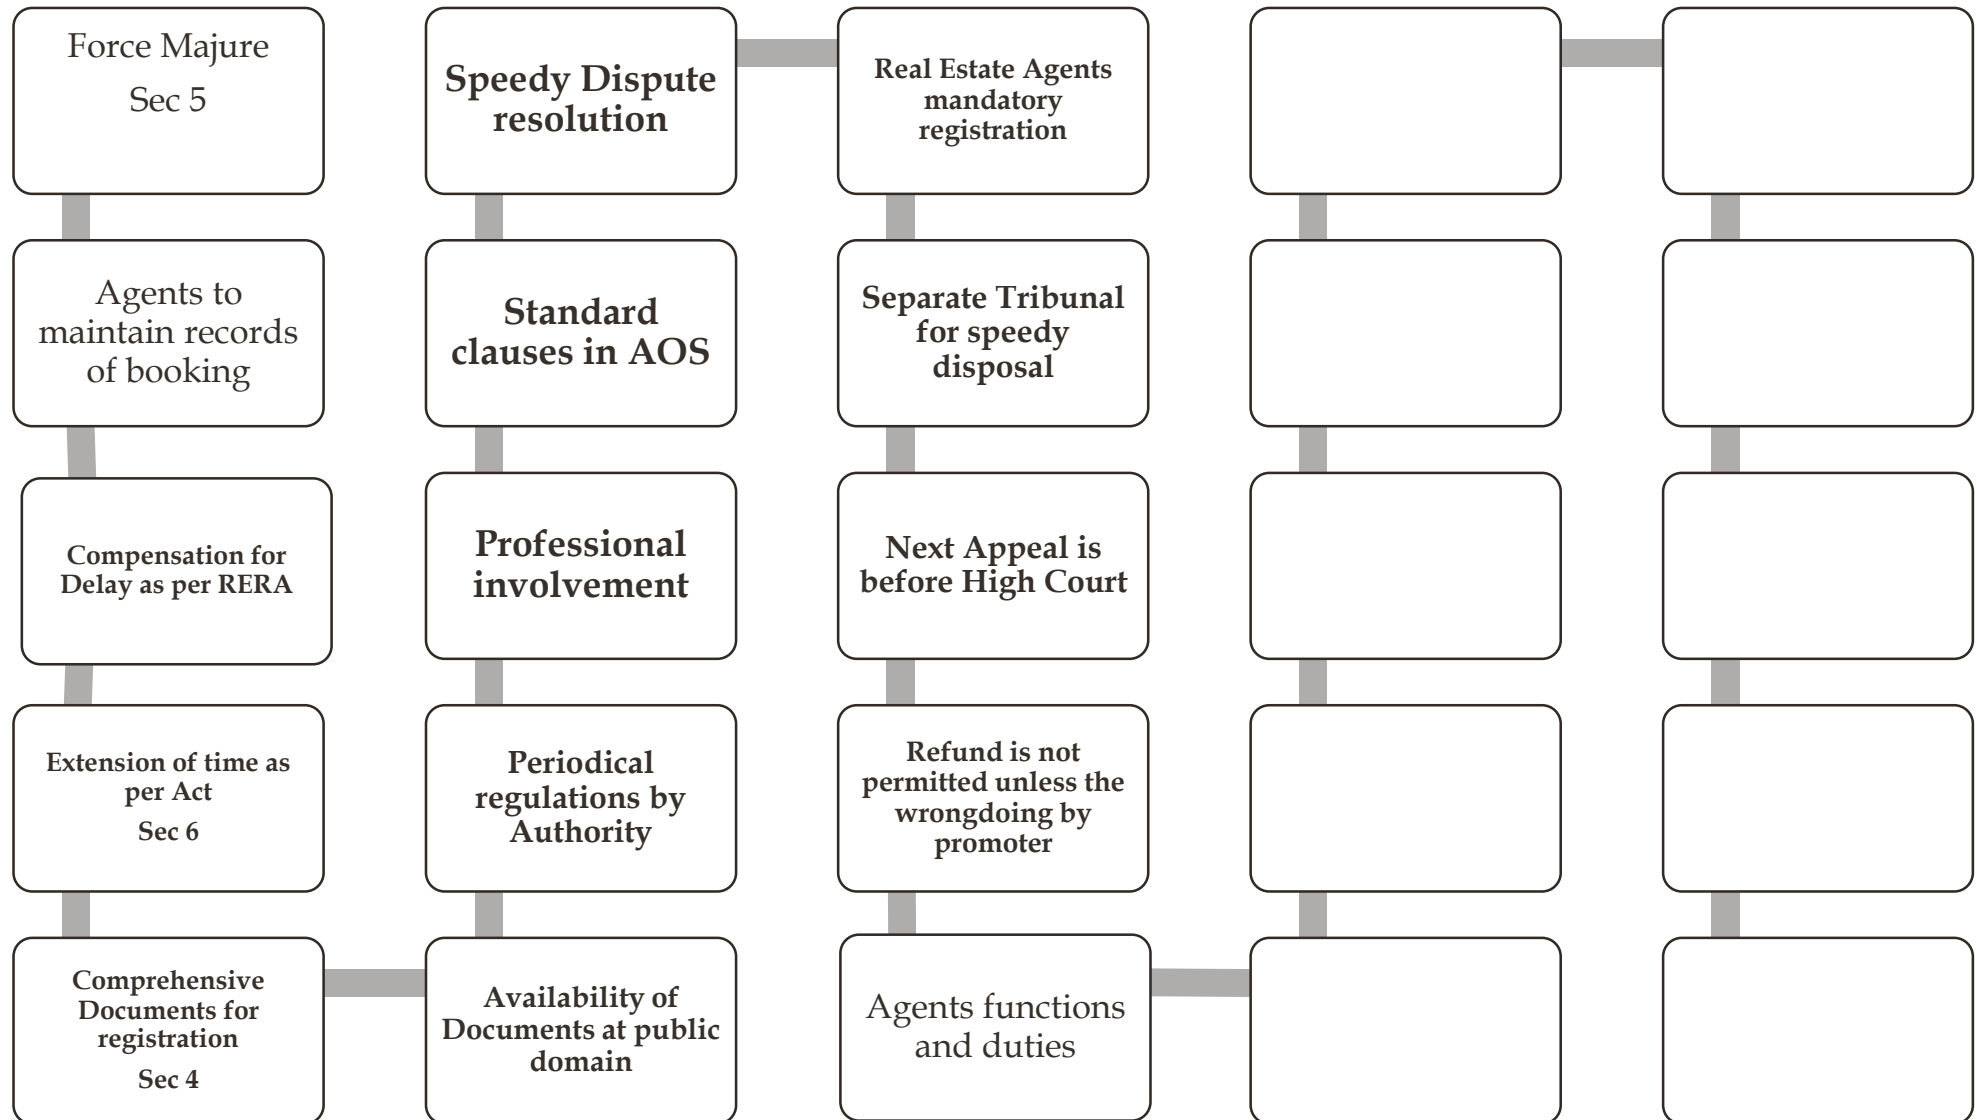 Force Majure
Sec 5
Agents to
maintain records
of booking
Compensation for
Delay as per RERA
Extension of time as
per Act
Sec 6
Comprehensive
Documents for
registration
Sec 4
Availability of
Documents at public
domain
Periodical
regulations by
Authority
Professional
involvement
Standard
clauses in AOS
Speedy Dispute
resolution
Real Estate Agents
mandatory
registration
Separate Tribunal
for speedy
disposal
Next Appeal is
before High Court
Refund is not
permitted unless the
wrongdoing by
promoter
Agents functions
and duties